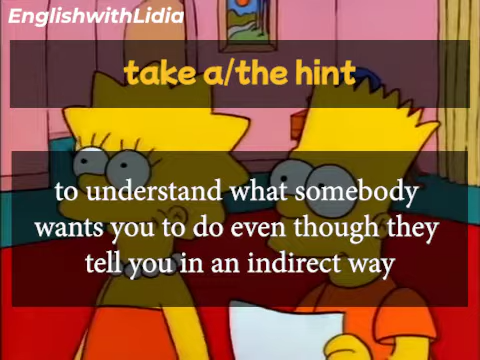 EnglishwithLidia
take a/the hint
to understand what somebody
wants you to do even though they
tell you in an indirect way